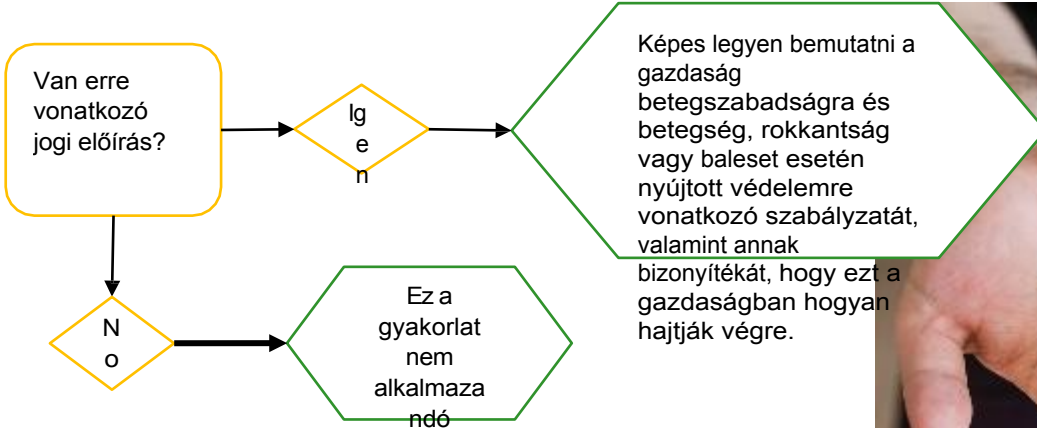 Van erre
vonatkozó
jogi előírás?
Ig
e
n
Képes legyen bemutatni a
gazdaság
betegszabadságra és
betegség, rokkantság
vagy baleset esetén
nyújtott védelemre
vonatkozó szabályzatát,
valamint annak
bizonyítékát, hogy ezt a
gazdaságban hogyan
hajtják végre.
N
o
Ez a
gyakorlat
nem
alkalmaza
ndó